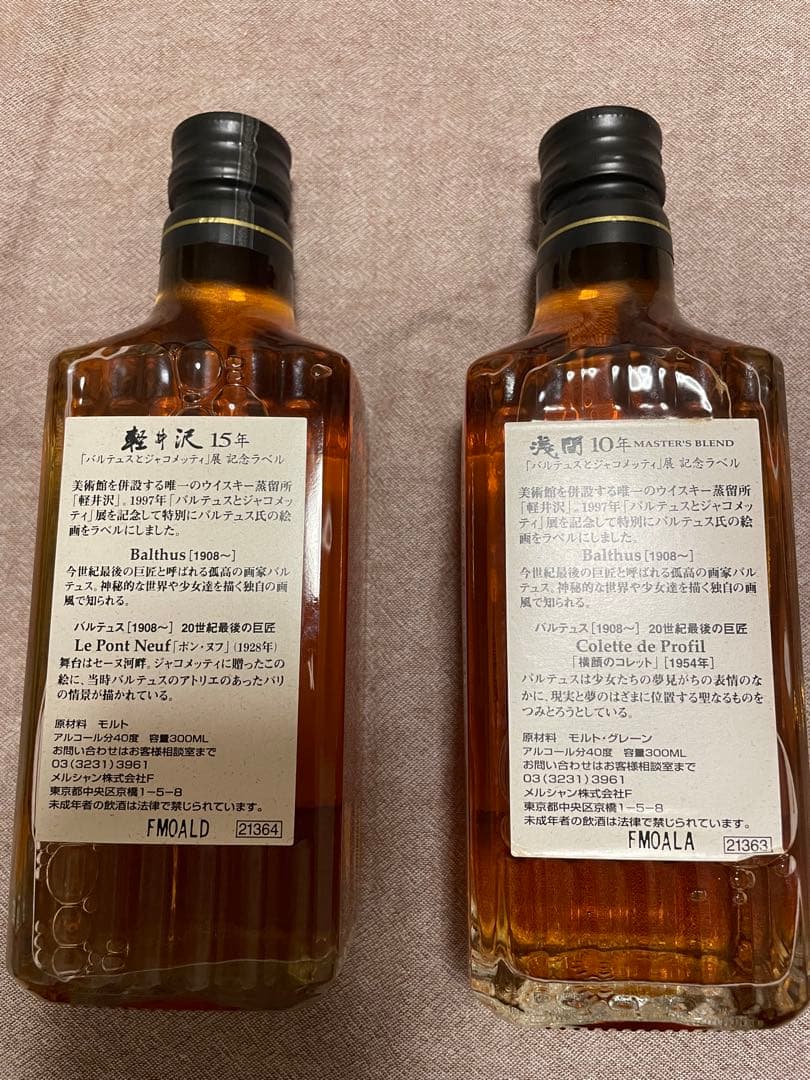 軽井沢 15年
「バルテュスとジャコメッティ」展 記念ラベル
美術館を併設する唯一のウイスキー蒸留所
「軽井沢」。1997年「バルテュスとジャコメッ
ティ」展を記念して特別にバルテュス氏の絵
画をラベルにしました。
Balthus [1908～]
今世紀最後の巨匠と呼ばれる孤高の画家バル
テュス。神秘的な世界や少女達を描く独自の画
風で知られる。
バルテュス [1908～] 20世紀最後の巨匠
Le Pont Neuf「ポン・ヌフ」(1928年)
舞台はセーヌ河畔。ジャコメッティに贈ったこの
絵に、当時バルテュスのアトリエのあったパリ
の情景が描かれている。
原材料 モルト
アルコール分40度 容量300ML
お問い合わせはお客様相談室まで
03(3231)3961
メルシャン株式会社F
東京都中央区京橋1-5-8
未成年者の飲酒は法律で禁じられています。
FMOALD 21364
浅間 10年 MASTER'S BLEND
「バルテュスとジャコメッティ」展 記念ラベル
美術館を併設する唯一のウイスキー蒸留所
「軽井沢」。1997年「バルテュスとジャコメッ
ティ」展を記念して特別にバルテュス氏の絵
画をラベルにしました。
Balthus [1908～]
今世紀最後の巨匠と呼ばれる孤高の画家バル
テュス。神秘的な世界や少女達を描く独自の画
風で知られる。
バルテュス [1908～] 20世紀最後の巨匠
Colette de Profil
「横顔のコレット」 [1954年]
バルテュスは少女たちの夢見がちの表情のな
かに、現実と夢のはざまに位置する聖なるものを
つみとろうとしている。
原材料 モルト・グレーン
アルコール分40度 容量300ML
お問い合わせはお客様相談室まで
03(3231)3961
メルシャン株式会社F
東京都中央区京橋1-5-8
未成年者の飲酒は法律で禁じられています。
FMOALA 21363